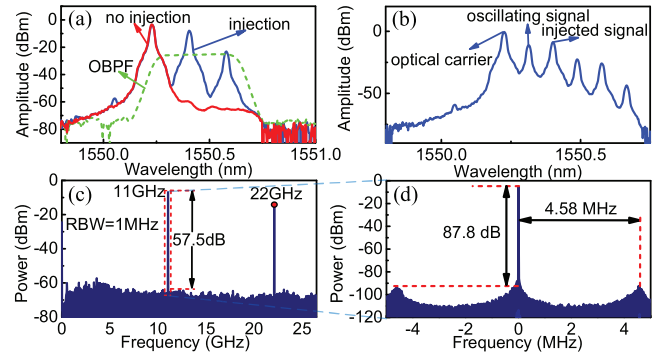 (a)
no injection
injection
OBPF
0
-20
-40
-60
-80
Amplitude (dBm)
1550.0
1550.5
1551.0
Wavelength (nm)
(b)
oscillating signal
injected signal
optical carrier
0
-50
Amplitude (dBm)
1550.0
1550.5
Wavelength (nm)
(c)
11GHz
22GHz
RBW=1MHz
57.5dB
0
-20
-40
-60
-80
Power (dBm)
0
5
10
15
20
25
Frequency (GHz)
(d)
4.58 MHz
87.8 dB
0
-20
-40
-60
-80
-100
-120
Power (dBm)
-4
-2
0
2
4
Frequency (MHz)